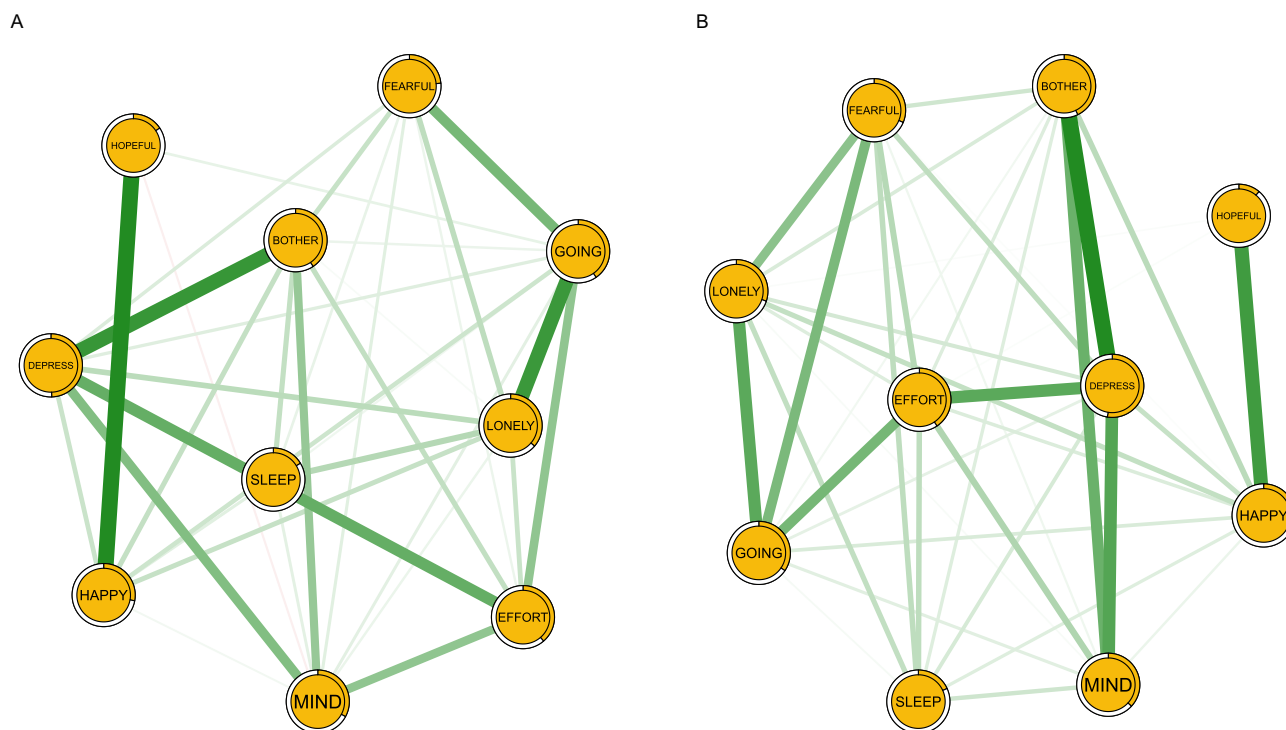 A
FEARFUL
HOPEFUL
BOTHER
GOING
DEPRESS
LONELY
SLEEP
HAPPY
EFFORT
MIND
B
BOTHER
FEARFUL
HOPEFUL
LONELY
DEPRESS
EFFORT
HAPPY
GOING
MIND
SLEEP